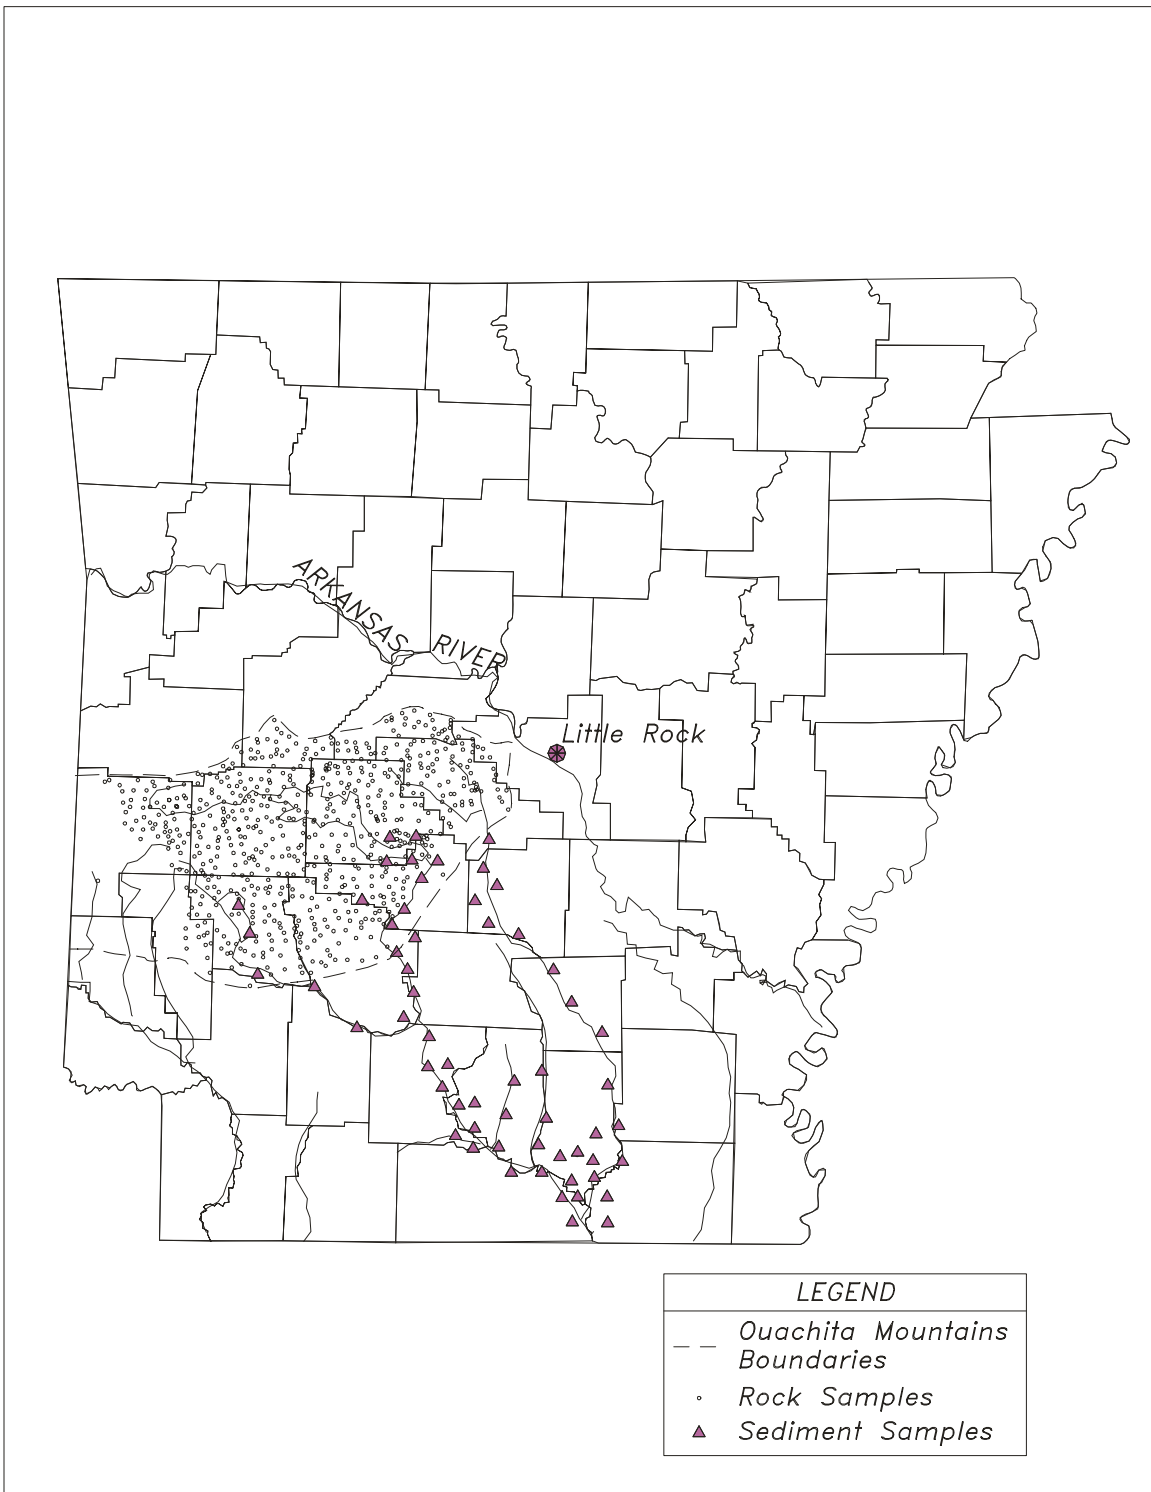 ARKANSAS
RIVER
Little Rock
LEGEND
Ouachita Mountains
Boundaries
Rock Samples
Sediment Samples